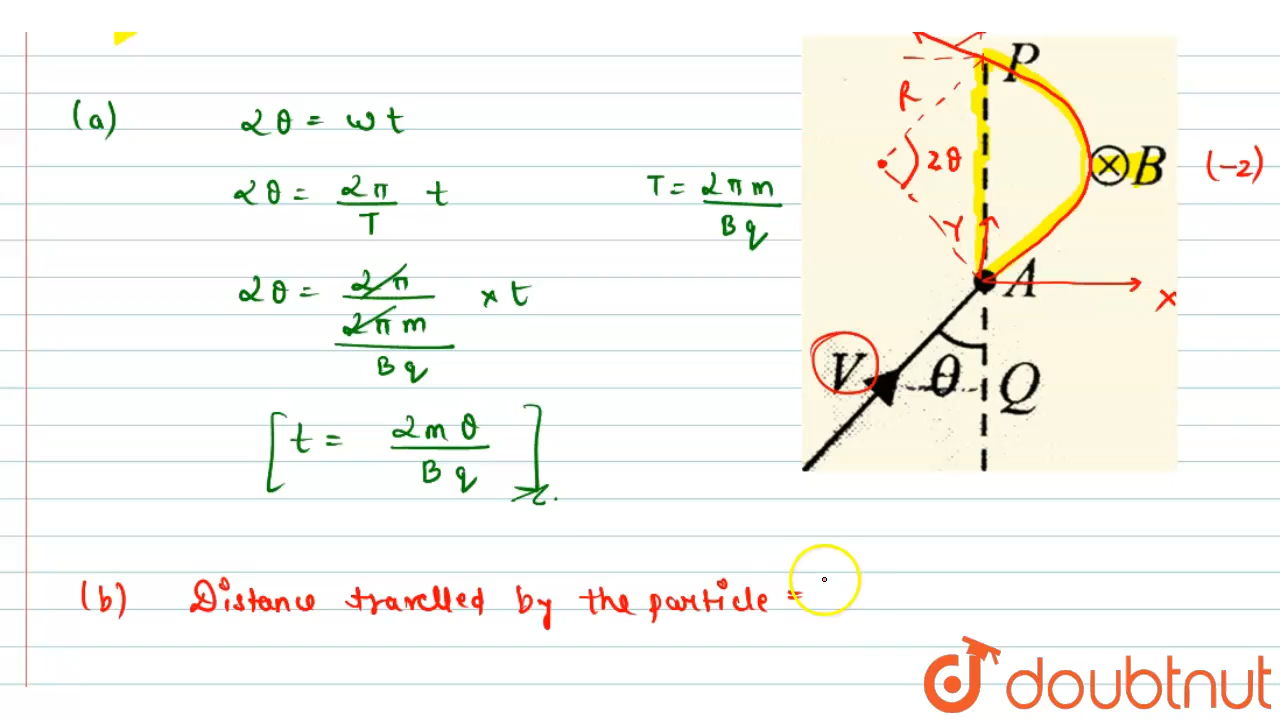 (a) 2θ = ωt
2θ = 2π/T t
T = 2πm/Bq
2θ = 2π/(2πm/Bq) × t
[t = 2mθ/Bq]
(b) Distance travelled by the particle =
P
R
2θ
⊗B (-z)
Y
A
x
V
θ
Q
doubtnut